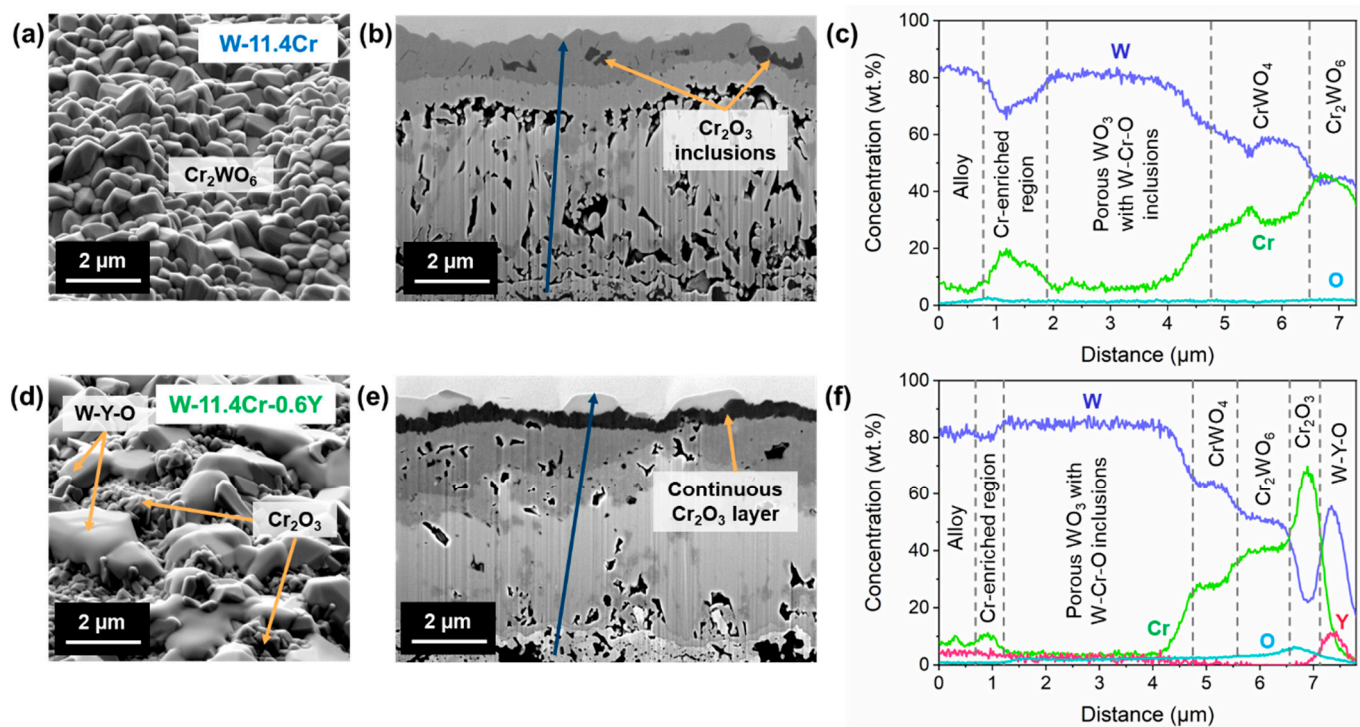 (a)
W-11.4Cr
Cr₂WO₆
2 µm
(b)
Cr₂O₃
inclusions
2 µm
(c)
Concentration (wt.%)
100
80
60
40
20
0
W
Alloy
Cr-enriched
region
Porous WO₃
with W-Cr-O
inclusions
CrWO₄
Cr₂WO₆
Cr
O
0 1 2 3 4 5 6 7
Distance (µm)
(d)
W-Y-O
W-11.4Cr-0.6Y
Cr₂O₃
2 µm
(e)
Continuous
Cr₂O₃ layer
2 µm
(f)
Concentration (wt.%)
100
80
60
40
20
0
W
Alloy
Cr-enriched region
Porous WO₃ with
W-Cr-O inclusions
CrWO₄
Cr₂WO₆
Cr₂O₃
W-Y-O
Cr
O
Y
0 1 2 3 4 5 6 7
Distance (µm)